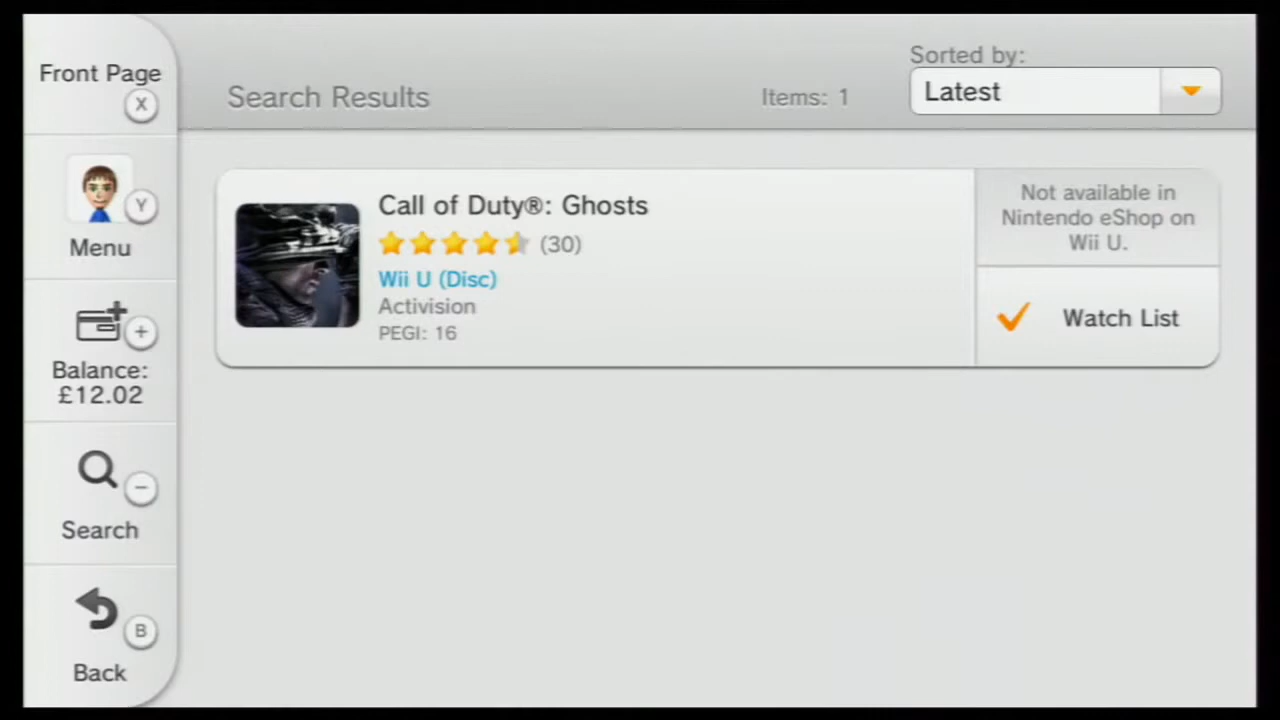 Front Page
X
Y
Menu
+
Balance:
£12.02
−
Search
B
Back
Search Results
Items: 1
Sorted by:
Latest
Call of Duty®: Ghosts
(30)
Wii U (Disc)
Activision
PEGI: 16
Not available in
Nintendo eShop on
Wii U.
Watch List